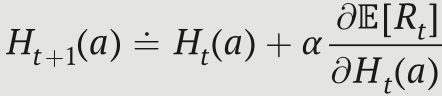 H_{t+1}(a) ≐ H_t(a) + α ∂𝔼[R_t] / ∂H_t(a)